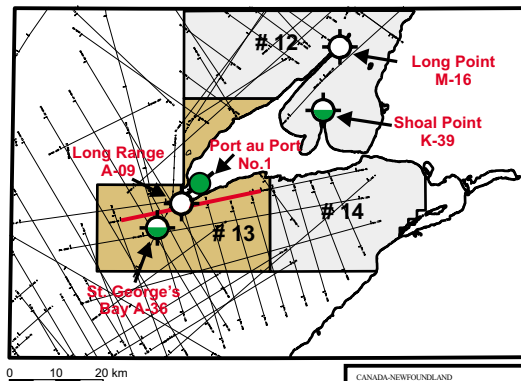 # 12
Long Point
M-16
Shoal Point
K-39
Port au Port
No.1
Long Range
A-09
# 14
# 13
St. George's
Bay A-36
0 10 20 km
CANADA-NEWFOUNDLAND